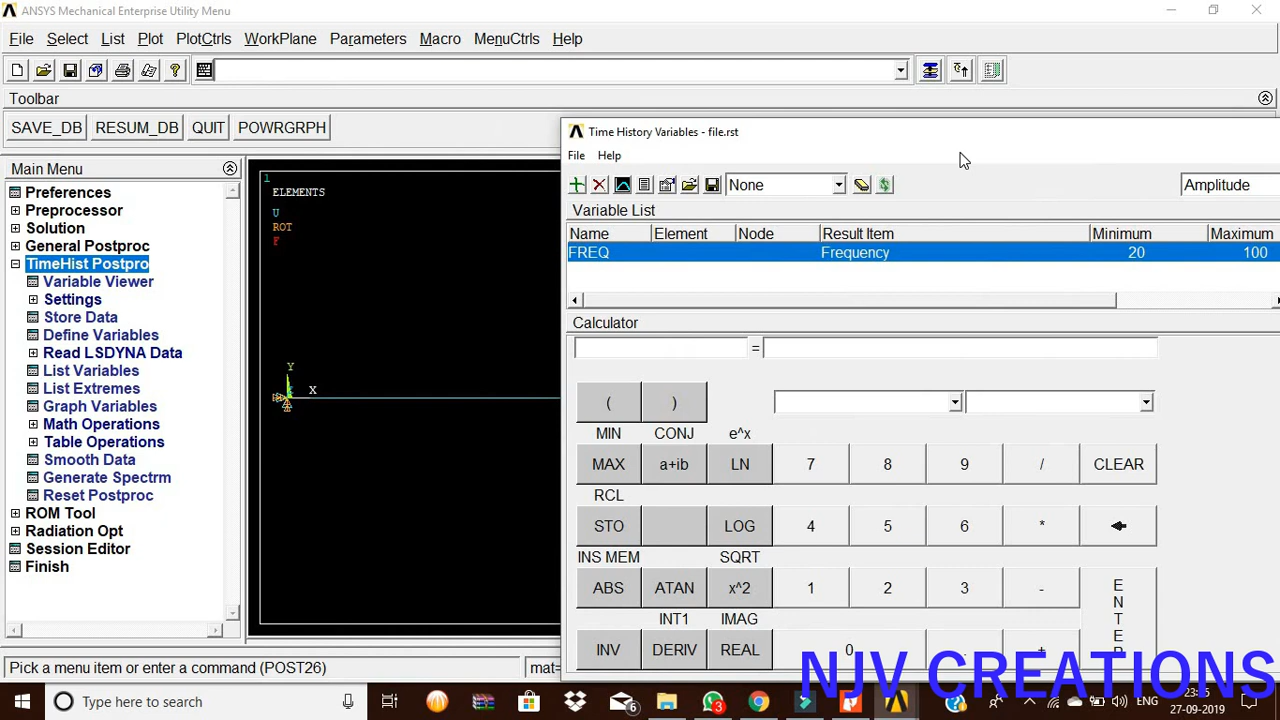 ANSYS Mechanical Enterprise Utility Menu
File Select List Plot PlotCtrls WorkPlane Parameters Macro MenuCtrls Help
Toolbar
SAVE_DB RESUM_DB QUIT POWRGRPH
Main Menu
Preferences
Preprocessor
Solution
General Postproc
TimeHist Postpro
Variable Viewer
Settings
Store Data
Define Variables
Read LSDYNA Data
List Variables
List Extremes
Graph Variables
Math Operations
Table Operations
Smooth Data
Generate Spectrm
Reset Postproc
ROM Tool
Radiation Opt
Session Editor
Finish
1
ELEMENTS
U
ROT
F
Y
X
Time History Variables - file.rst
File Help
None Amplitude
Variable List
Name Element Node Result Item Minimum Maximum
FREQ Frequency 20 100
Calculator
=
( )
MIN CONJ e^x
MAX a+ib LN 7 8 9 / CLEAR
RCL
STO LOG 4 5 6 *
INS MEM SQRT
ABS ATAN x^2 1 2 3 - ENTER
INT1 IMAG
INV DERIV REAL 0 . +
Pick a menu item or enter a command (POST26) mat=
NJV CREATIONS
Type here to search 6 3 ENG
27-09-2019